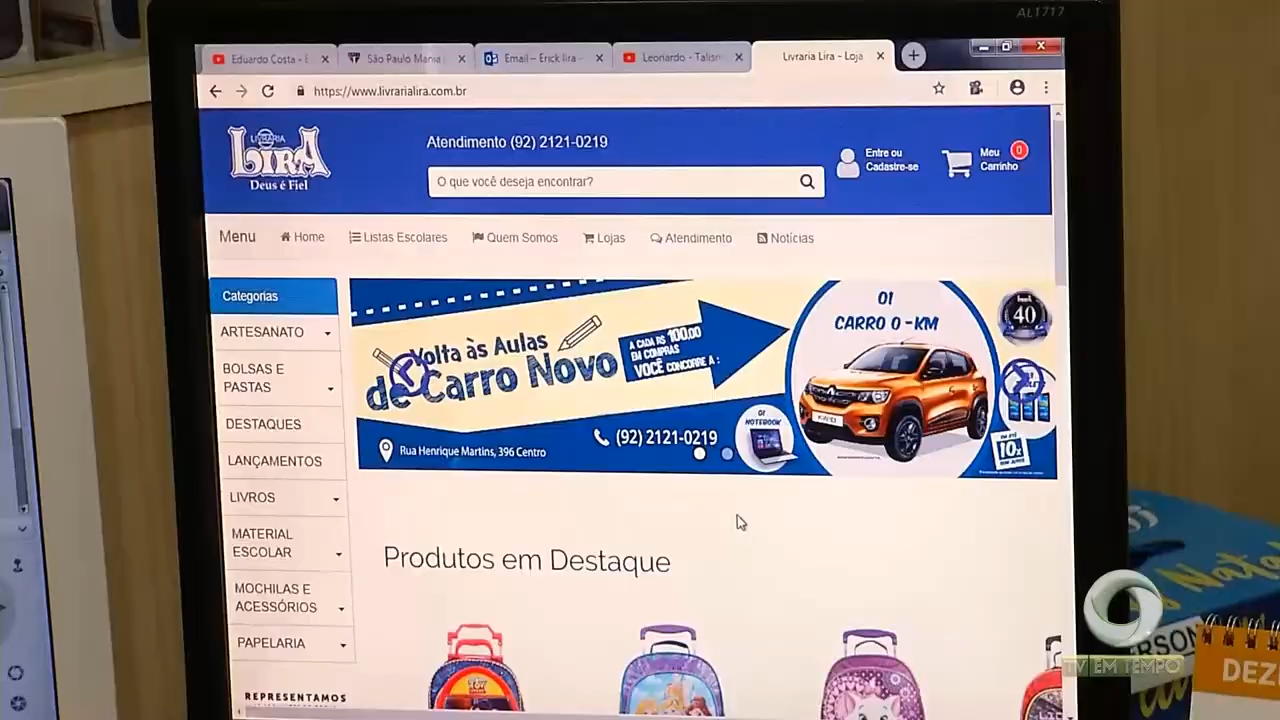 AL1717
Eduardo Costa - E
São Paulo Mania
Email – Erick lira -
Leonardo - Talism
Livraria Lira - Loja
https://www.livrarialira.com.br
LIVRARIA
LIRA
Deus é Fiel
Atendimento (92) 2121-0219
O que você deseja encontrar?
Entre ou
Cadastre-se
Meu
Carrinho
0
Menu
Home
Listas Escolares
Quem Somos
Lojas
Atendimento
Notícias
Categorias
ARTESANATO
BOLSAS E
PASTAS
DESTAQUES
LANÇAMENTOS
LIVROS
MATERIAL
ESCOLAR
MOCHILAS E
ACESSÓRIOS
PAPELARIA
REPRESENTAMOS
Volta às Aulas
de Carro Novo
A CADA R$ 100,00
EM COMPRAS
VOCÊ CONCORRE A :
01
CARRO 0 -KM
40
Rua Henrique Martins, 396 Centro
(92) 2121-0219
01
NOTEBOOK
EM ATÉ
10x
Produtos em Destaque
TV EM TEMPO
DEZE